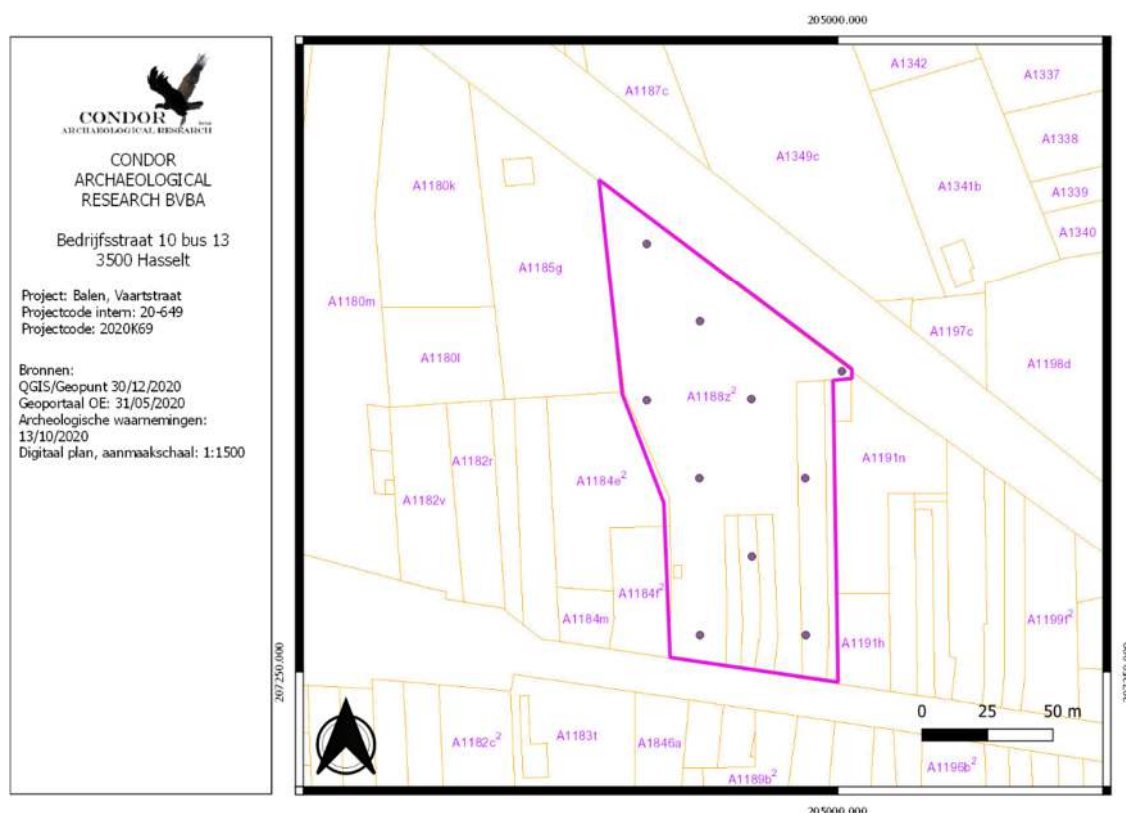 CONDOR
ARCHAEOLOGICAL RESEARCH
CONDOR
ARCHAEOLOGICAL
RESEARCH BVBA
Bedrijfsstraat 10 bus 13
3500 Hasselt
Project: Balen, Vaartstraat
Projectcode intern: 20-649
Projectcode: 2020K69
Bronnen:
QGIS/Geopunt 30/12/2020
Geoportaal OE: 31/05/2020
Archeologische waarnemingen:
13/10/2020
Digitaal plan, aanmaakschaal: 1:1500
205000.000
A1342
A1337
A1187c
A1338
A1349c
A1180k
A1341b
A1339
A1340
A1185g
A1180m
A1197c
A1180l
A1198d
A1188z²
A1182r
A1191n
A1184e²
A1182v
A1184f²
A1184m
A1199f²
A1191h
207250.000
207250.000
0 25 50 m
A1182c²
A1183t
A1846a
A1196b²
A1189b²
205000.000